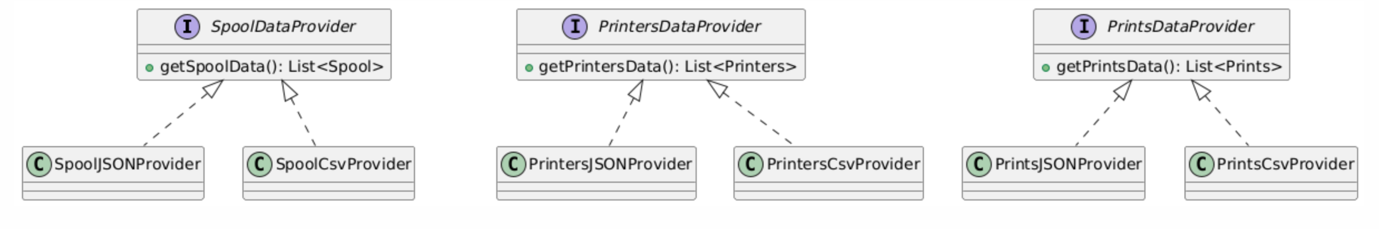 I SpoolDataProvider
getSpoolData(): List<Spool>
C SpoolJSONProvider
C SpoolCsvProvider
I PrintersDataProvider
getPrintersData(): List<Printers>
C PrintersJSONProvider
C PrintersCsvProvider
I PrintsDataProvider
getPrintsData(): List<Prints>
C PrintsJSONProvider
C PrintsCsvProvider